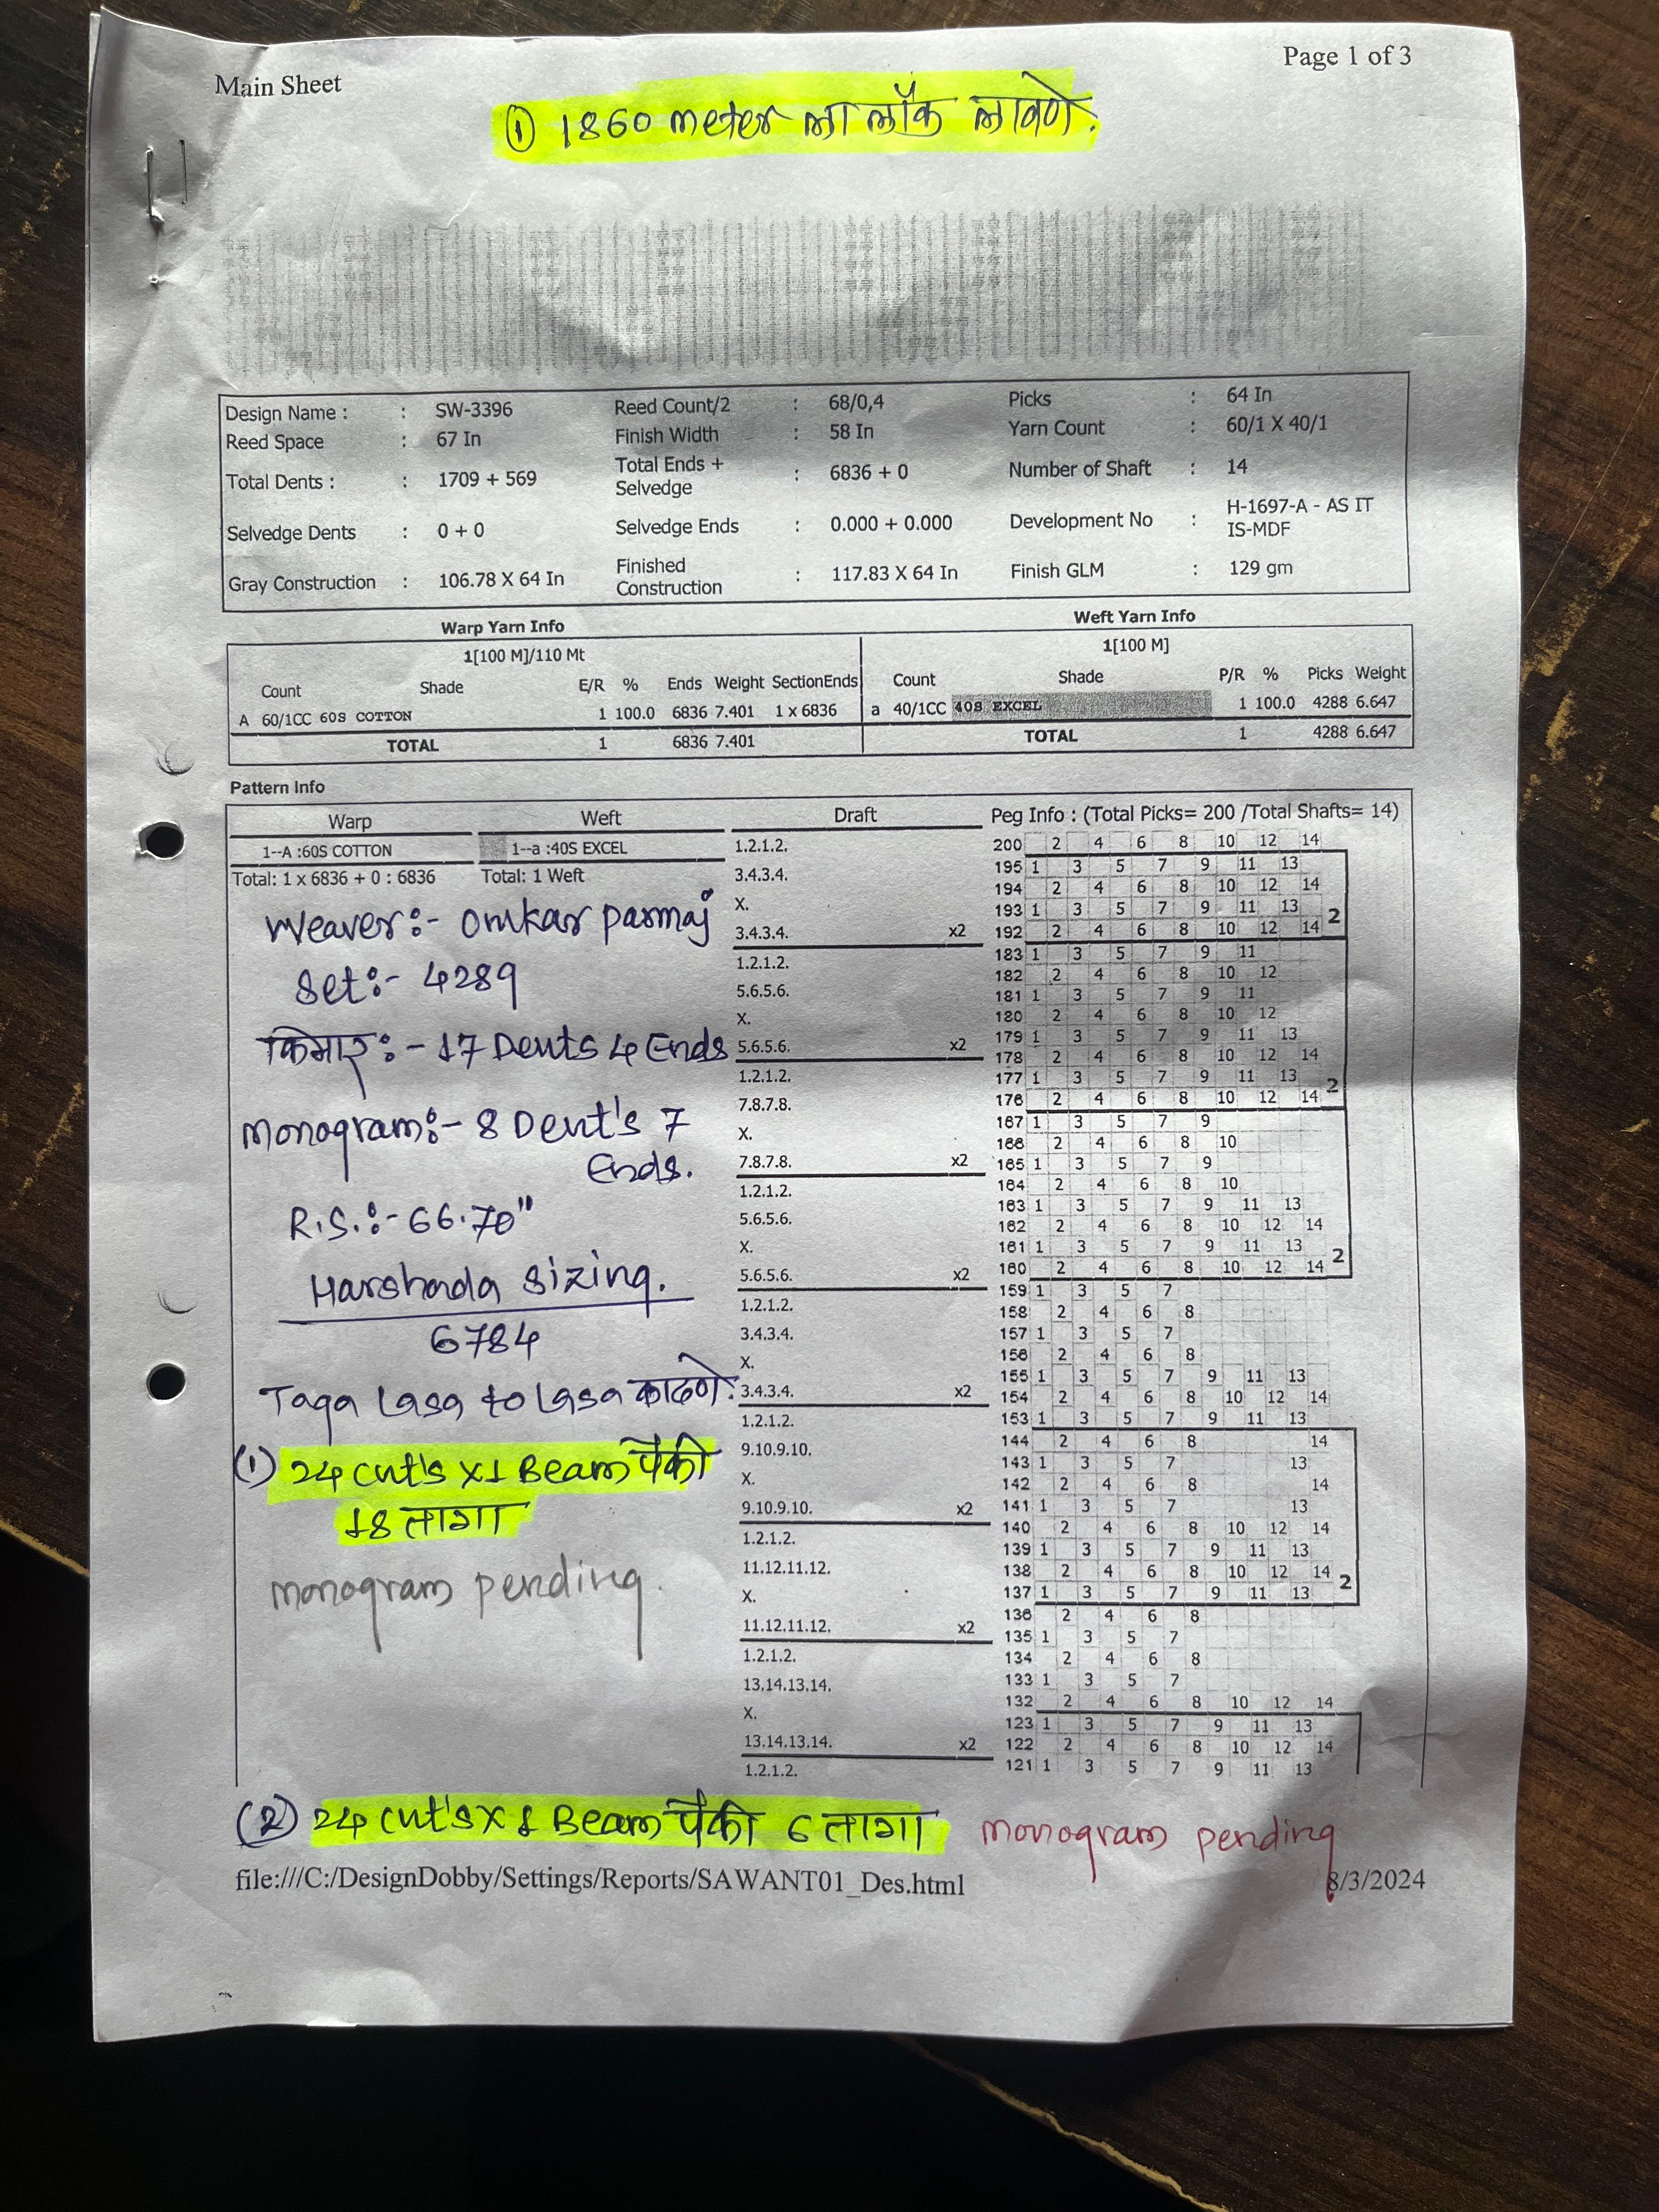 Main Sheet
Page 1 of 3
① 1860 meter ला लॉक लावणे.
Design Name : : SW-3396 Reed Count/2 : 68/0,4 Picks : 64 In
Reed Space : 67 In Finish Width : 58 In Yarn Count : 60/1 X 40/1
Total Dents : : 1709 + 569 Total Ends + Selvedge : 6836 + 0 Number of Shaft : 14
Selvedge Dents : 0 + 0 Selvedge Ends : 0.000 + 0.000 Development No : H-1697-A - AS IT IS-MDF
Gray Construction : 106.78 X 64 In Finished Construction : 117.83 X 64 In Finish GLM : 129 gm
Warp Yarn Info
1[100 M]/110 Mt
Count Shade E/R % Ends Weight SectionEnds
A 60/1CC 60S COTTON 1 100.0 6836 7.401 1 x 6836
TOTAL 1 6836 7.401
Weft Yarn Info
1[100 M]
Count Shade P/R % Picks Weight
a 40/1CC 40S EXCEL 1 100.0 4288 6.647
TOTAL 1 4288 6.647
Pattern Info
Warp
1--A :60S COTTON
Total: 1 x 6836 + 0 : 6836
Weft
1--a :40S EXCEL
Total: 1 Weft
Weaver:- Omkar parmaj
Set:- 4289
किनार:- 17 Dents 4 Ends
Monogram:- 8 Dent's 7
Ends.
R.S.:- 66.70"
Harshada sizing.
6784
Taga Lasa to Lasa काढणे.
(1) 24 cut's x 1 Beam पैकी
18 तागा
monogram pending.
Draft
1.2.1.2.
3.4.3.4.
X.
3.4.3.4. x2
1.2.1.2.
5.6.5.6.
X.
5.6.5.6. x2
1.2.1.2.
7.8.7.8.
X.
7.8.7.8. x2
1.2.1.2.
5.6.5.6.
X.
5.6.5.6. x2
1.2.1.2.
3.4.3.4.
X.
3.4.3.4. x2
1.2.1.2.
9.10.9.10.
X.
9.10.9.10. x2
1.2.1.2.
11.12.11.12.
X.
11.12.11.12. x2
1.2.1.2.
13.14.13.14.
X.
13.14.13.14. x2
1.2.1.2.
Peg Info : (Total Picks= 200 /Total Shafts= 14)
200 2 4 6 8 10 12 14
195 1 3 5 7 9 11 13
194 2 4 6 8 10 12 14
193 1 3 5 7 9 11 13
192 2 4 6 8 10 12 14 2
183 1 3 5 7 9 11
182 2 4 6 8 10 12
181 1 3 5 7 9 11
180 2 4 6 8 10 12
179 1 3 5 7 9 11 13
178 2 4 6 8 10 12 14
177 1 3 5 7 9 11 13
176 2 4 6 8 10 12 14 2
167 1 3 5 7 9
166 2 4 6 8 10
165 1 3 5 7 9
164 2 4 6 8 10
163 1 3 5 7 9 11 13
162 2 4 6 8 10 12 14
161 1 3 5 7 9 11 13
160 2 4 6 8 10 12 14 2
159 1 3 5 7
158 2 4 6 8
157 1 3 5 7
156 2 4 6 8
155 1 3 5 7 9 11 13
154 2 4 6 8 10 12 14
153 1 3 5 7 9 11 13
144 2 4 6 8 14
143 1 3 5 7 13
142 2 4 6 8 14
141 1 3 5 7 13
140 2 4 6 8 10 12 14
139 1 3 5 7 9 11 13
138 2 4 6 8 10 12 14
137 1 3 5 7 9 11 13 2
136 2 4 6 8
135 1 3 5 7
134 2 4 6 8
133 1 3 5 7
132 2 4 6 8 10 12 14
123 1 3 5 7 9 11 13
122 2 4 6 8 10 12 14
121 1 3 5 7 9 11 13
(2) 24 cut's x 1 Beam पैकी 6 तागा monogram pending
file:///C:/DesignDobby/Settings/Reports/SAWANT01_Des.html
8/3/2024